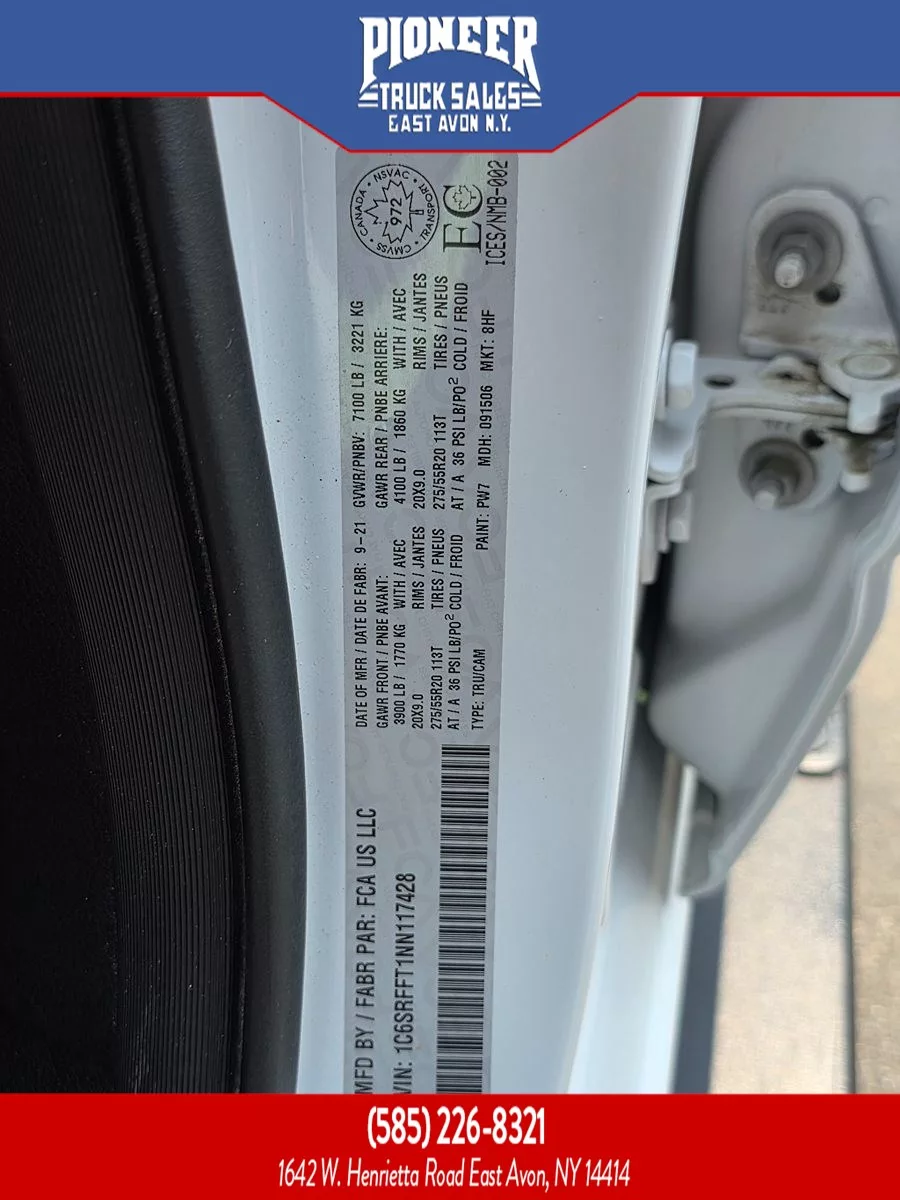 PIONEER
TRUCK SALES
EAST AVON N.Y.
MFD BY / FABR PAR: FCA US LLC
VIN: 1C6SRFFT1NN117428
DATE OF MFR / DATE DE FABR: 9-21 GVWR/PNBV: 7100 LB / 3221 KG
GAWR FRONT / PNBE AVANT: GAWR REAR / PNBE ARRIERE:
3900 LB / 1770 KG WITH / AVEC 4100 LB / 1860 KG WITH / AVEC
20X9.0 RIMS / JANTES 20X9.0 RIMS / JANTES
275/55R20 113T TIRES / PNEUS 275/55R20 113T TIRES / PNEUS
AT / A 36 PSI LB/PO² COLD / FROID AT / A 36 PSI LB/PO² COLD / FROID
TYPE: TRU/CAM PAINT: PW7 MDH: 091506 MKT: 8HF
CANADA · NSVAC · TRANSPORT · CMVSS
972
EC
ICES/NMB-002
(585) 226-8321
1642 W. Henrietta Road East Avon, NY 14414